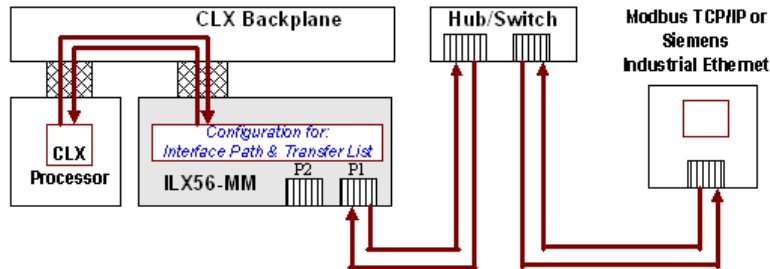 CLX Backplane
Hub/Switch
Modbus TCP/IP or
Siemens
Industrial Ethernet
Configuration for:
Interface Path & Transfer List
CLX
Processor
ILX56-MM
P2
P1